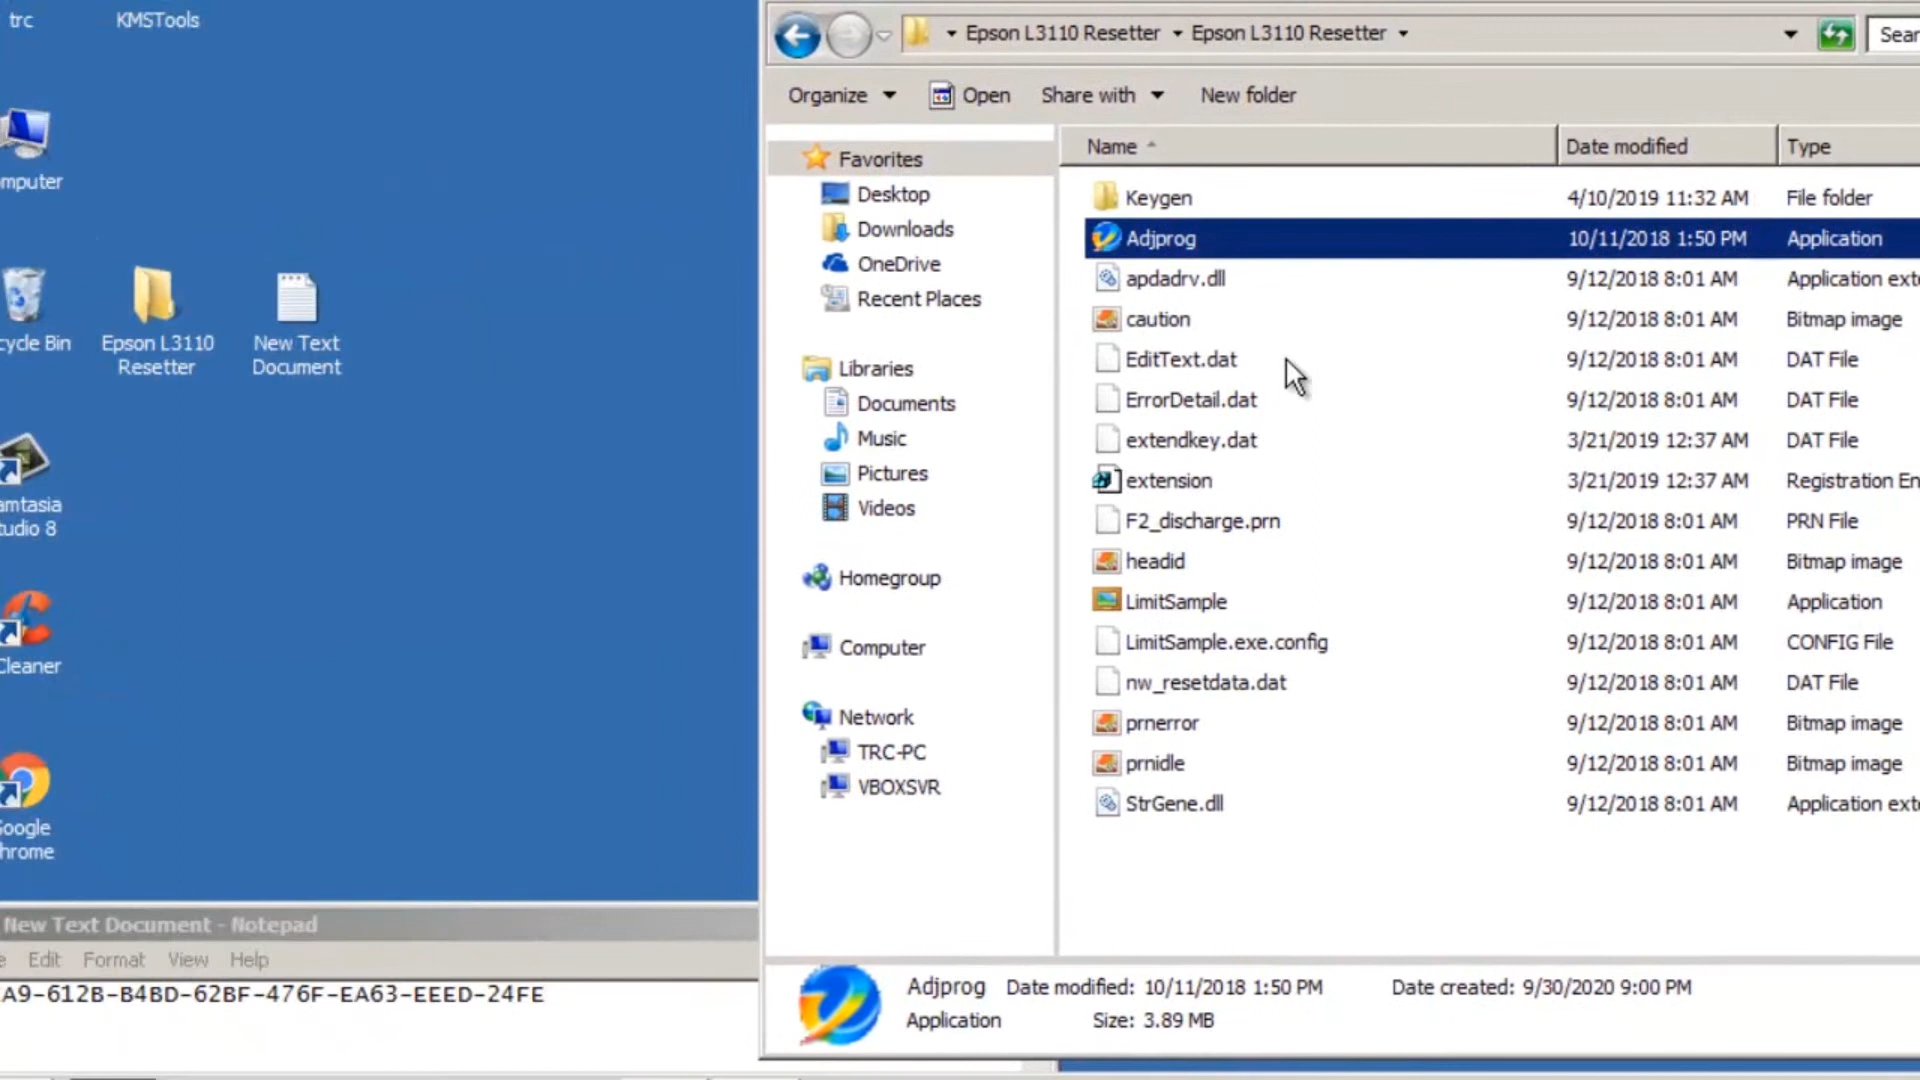 trc
KMSTools
mputer
cycle Bin
Epson L3110
Resetter
New Text
Document
amtasia
tudio 8
Cleaner
Google
hrome
Epson L3110 Resetter
Epson L3110 Resetter
Sear
Organize
Open
Share with
New folder
Favorites
Desktop
Downloads
OneDrive
Recent Places
Libraries
Documents
Music
Pictures
Videos
Homegroup
Computer
Network
TRC-PC
VBOXSVR
Name Date modified Type
Keygen 4/10/2019 11:32 AM File folder
Adjprog 10/11/2018 1:50 PM Application
apdadrv.dll 9/12/2018 8:01 AM Application exte
caution 9/12/2018 8:01 AM Bitmap image
EditText.dat 9/12/2018 8:01 AM DAT File
ErrorDetail.dat 9/12/2018 8:01 AM DAT File
extendkey.dat 3/21/2019 12:37 AM DAT File
extension 3/21/2019 12:37 AM Registration En
F2_discharge.prn 9/12/2018 8:01 AM PRN File
headid 9/12/2018 8:01 AM Bitmap image
LimitSample 9/12/2018 8:01 AM Application
LimitSample.exe.config 9/12/2018 8:01 AM CONFIG File
nw_resetdata.dat 9/12/2018 8:01 AM DAT File
prnerror 9/12/2018 8:01 AM Bitmap image
prnidle 9/12/2018 8:01 AM Bitmap image
StrGene.dll 9/12/2018 8:01 AM Application exte
Adjprog Date modified: 10/11/2018 1:50 PM Date created: 9/30/2020 9:00 PM
Application Size: 3.89 MB
New Text Document - Notepad
e Edit Format View Help
A9-612B-B4BD-62BF-476F-EA63-EEED-24FE